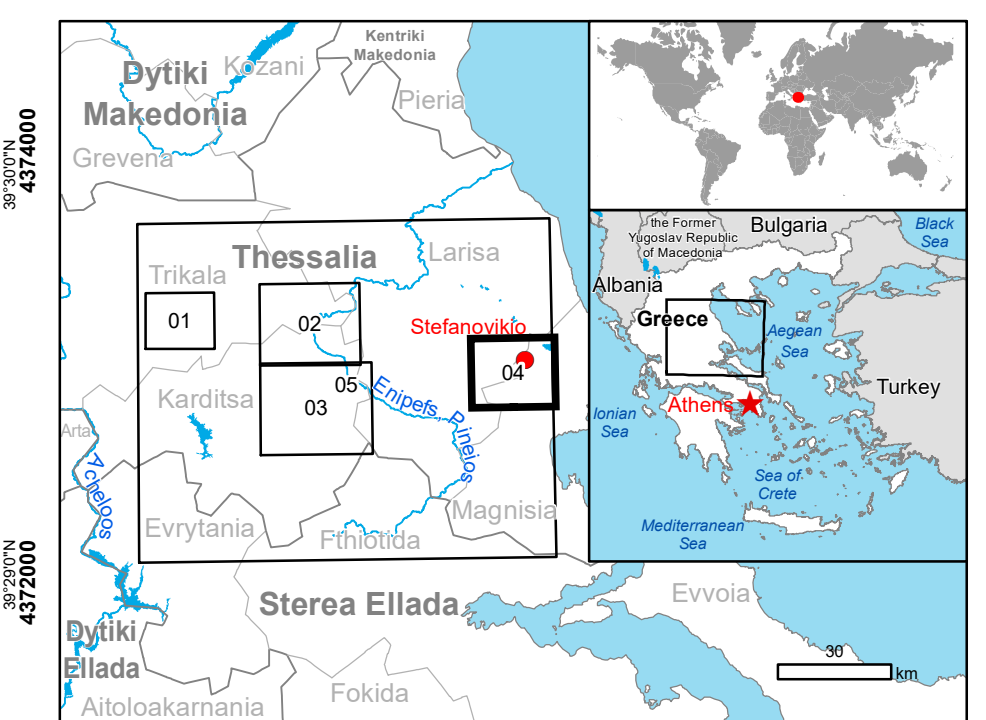 Kentriki
Makedonia
Dytiki
Makedonia
Kozani
Pieria
Grevena
39°30'0"N
4374000
Thessalia
Larisa
Trikala
01
02
Stefanovikio
04
05
03
Karditsa
Enipefs, Pineios
Arta
Acheloos
Evrytania
Fthiotida
Magnisia
39°29'0"N
4372000
Sterea Ellada
Evvoia
Dytiki
Ellada
Aitoloakarnania
Fokida
30
km
the Former
Yugoslav Republic
of Macedonia
Bulgaria
Black
Sea
Albania
Greece
Aegean
Sea
Turkey
Athens
Ionian
Sea
Sea of
Crete
Mediterranean
Sea